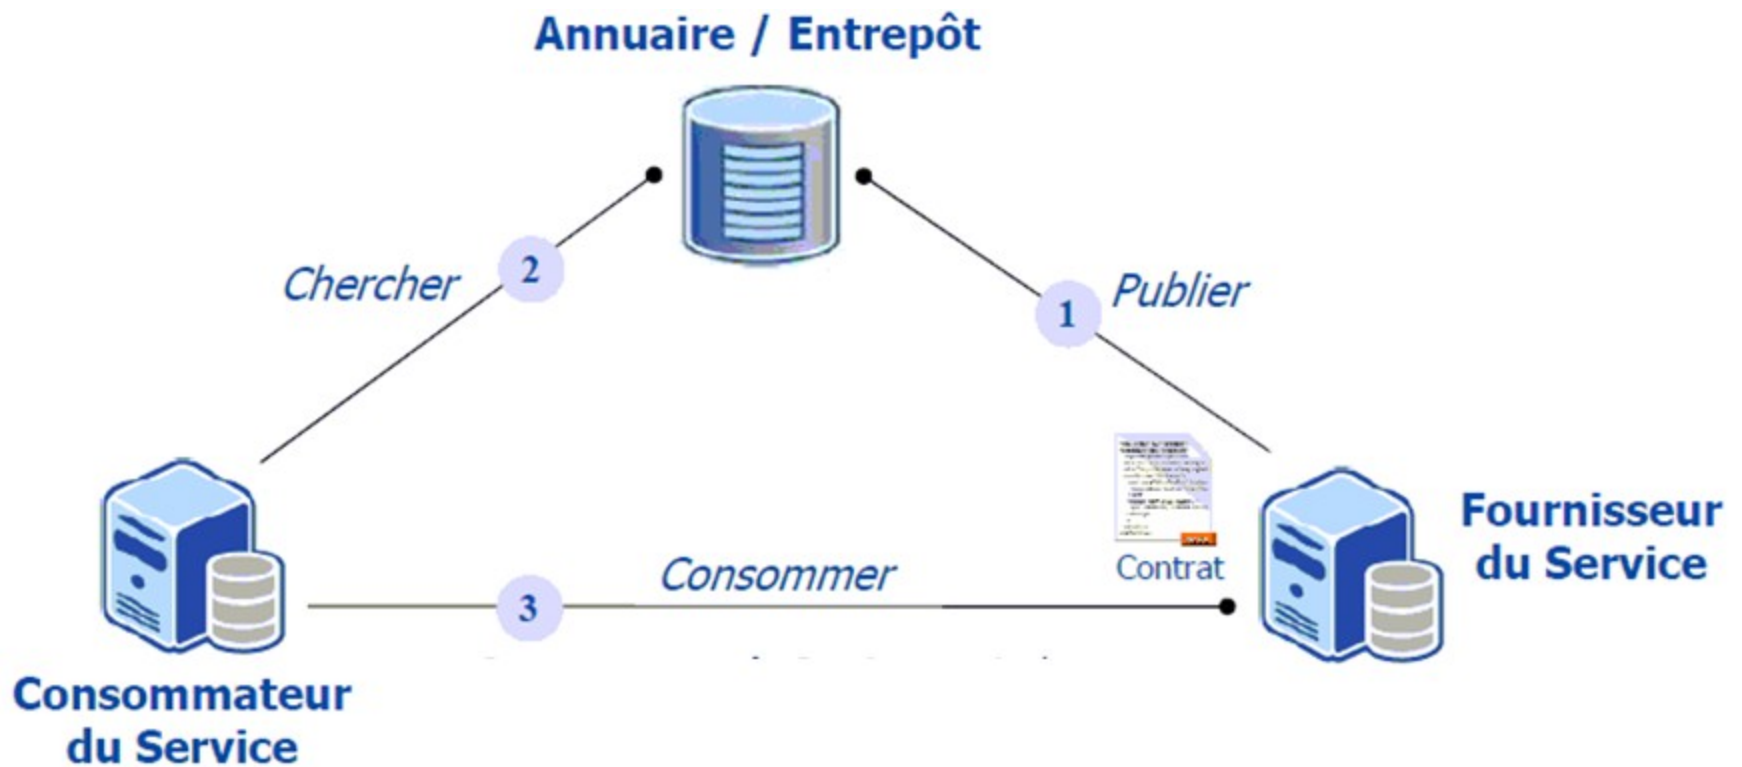 Annuaire / Entrepôt
Chercher
2
1
Publier
Contrat
Fournisseur
du Service
Consommer
3
Consommateur
du Service